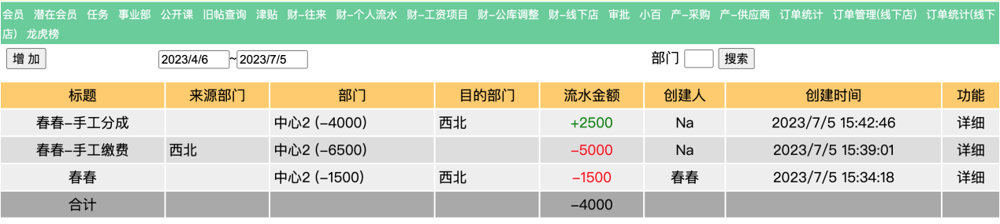 会员 潜在会员 任务 事业部 公开课 旧帖查询 津贴 财-往来 财-个人流水 财-工资项目 财-公库调整 财-线下店 审批 小百 产-采购 产-供应商 订单统计 订单管理(线下店) 订单统计(线下
店) 龙虎榜
增 加 2023/4/6~2023/7/5 部门 搜索
标题 来源部门 部门 目的部门 流水金额 创建人 创建时间 功能
春春-手工分成 中心2 (-4000) 西北 +2500 Na 2023/7/5 15:42:46 详细
春春-手工缴费 西北 中心2 (-6500) -5000 Na 2023/7/5 15:39:01 详细
春春 中心2 (-1500) 西北 -1500 春春 2023/7/5 15:34:18 详细
合计 -4000